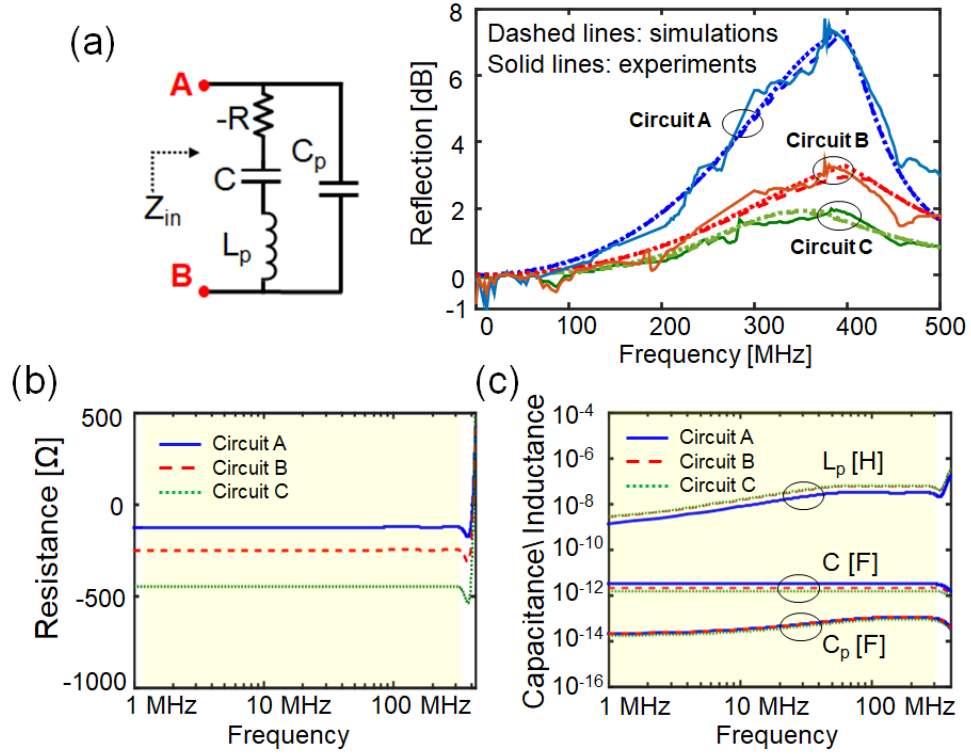 (a)
A
-R
C
Cp
Zin
Lp
B
Reflection [dB]
8
6
4
2
0
-1
Dashed lines: simulations
Solid lines: experiments
Circuit A
Circuit B
Circuit C
0
100
200
300
400
500
Frequency [MHz]
(b)
Resistance [Ω]
500
0
-500
-1000
Circuit A
Circuit B
Circuit C
1 MHz
10 MHz
100 MHz
Frequency
(c)
Capacitance\ Inductance
10-4
10-6
10-8
10-10
10-12
10-14
10-16
Circuit A
Circuit B
Circuit C
Lp [H]
C [F]
Cp [F]
1 MHz
10 MHz
100 MHz
Frequency